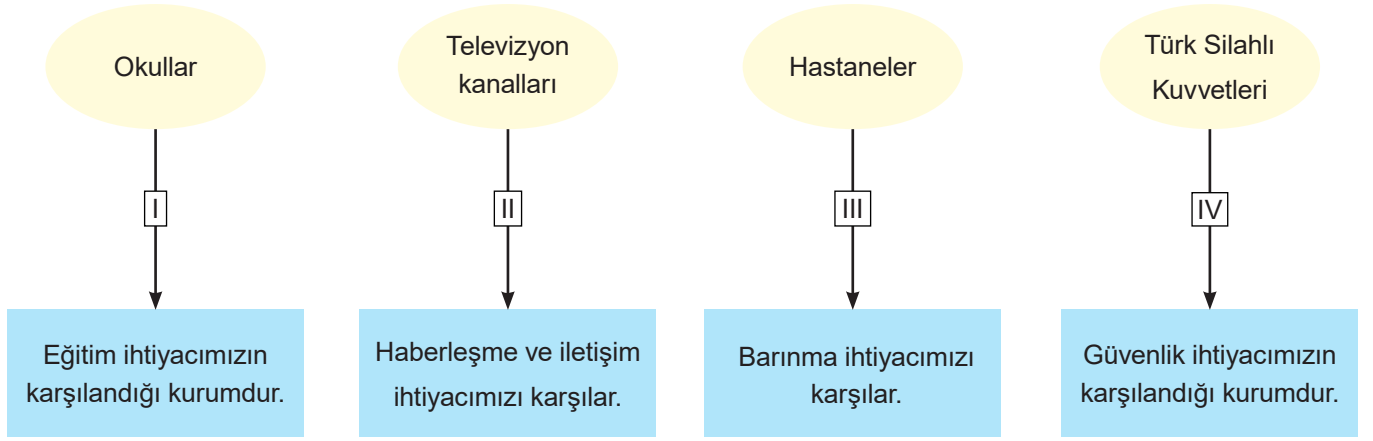 Okullar
Televizyon
kanalları
Hastaneler
Türk Silahlı
Kuvvetleri
I
II
III
IV
Eğitim ihtiyacımızın
karşılandığı kurumdur.
Haberleşme ve iletişim
ihtiyacımızı karşılar.
Barınma ihtiyacımızı
karşılar.
Güvenlik ihtiyacımızın
karşılandığı kurumdur.